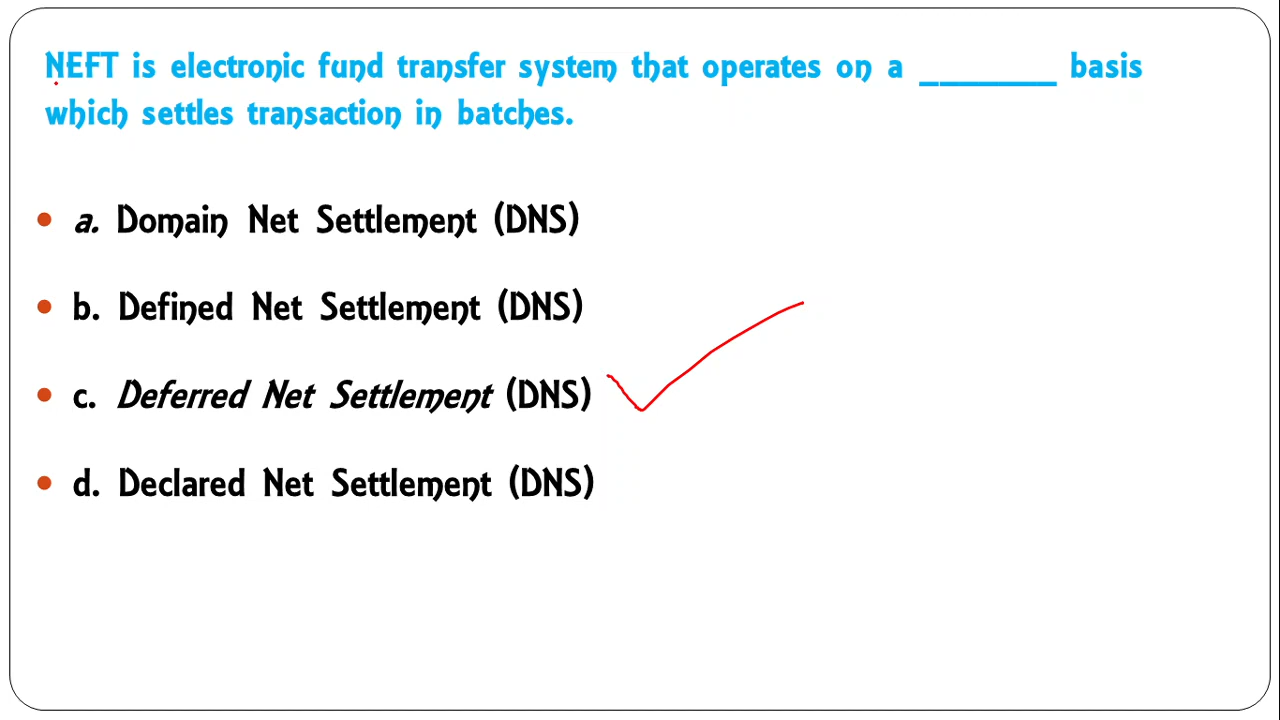 NEFT is electronic fund transfer system that operates on a _______ basis
which settles transaction in batches.
a. Domain Net Settlement (DNS)
b. Defined Net Settlement (DNS)
c. Deferred Net Settlement (DNS)
d. Declared Net Settlement (DNS)